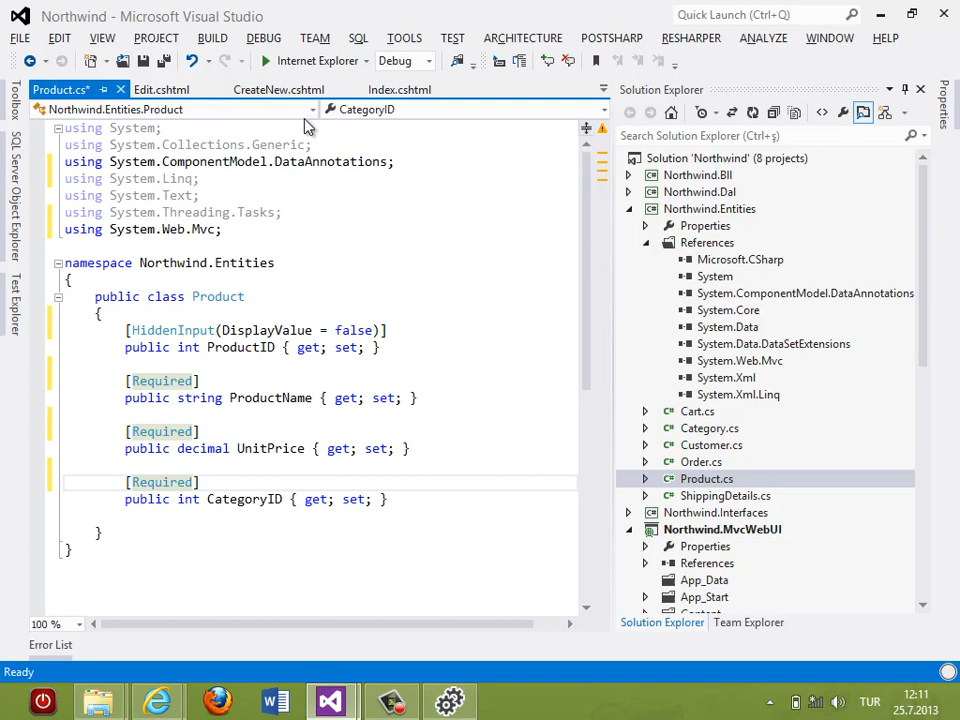 Northwind - Microsoft Visual Studio
Quick Launch (Ctrl+Q)
FILE EDIT VIEW PROJECT BUILD DEBUG TEAM SQL TOOLS TEST ARCHITECTURE POSTSHARP RESHARPER ANALYZE WINDOW HELP
Internet Explorer Debug
Product.cs* Edit.cshtml CreateNew.cshtml Index.cshtml
Northwind.Entities.Product CategoryID
Toolbox
SQL Server Object Explorer
Test Explorer
using System;
using System.Collections.Generic;
using System.ComponentModel.DataAnnotations;
using System.Linq;
using System.Text;
using System.Threading.Tasks;
using System.Web.Mvc;
namespace Northwind.Entities
{
public class Product
{
[HiddenInput(DisplayValue = false)]
public int ProductID { get; set; }
[Required]
public string ProductName { get; set; }
[Required]
public decimal UnitPrice { get; set; }
[Required]
public int CategoryID { get; set; }
}
}
100 %
Error List
Solution Explorer
Search Solution Explorer (Ctrl+ş)
Solution 'Northwind' (8 projects)
Northwind.Bll
Northwind.Dal
Northwind.Entities
Properties
References
Microsoft.CSharp
System
System.ComponentModel.DataAnnotations
System.Core
System.Data
System.Data.DataSetExtensions
System.Web.Mvc
System.Xml
System.Xml.Linq
Cart.cs
Category.cs
Customer.cs
Order.cs
Product.cs
ShippingDetails.cs
Northwind.Interfaces
Northwind.MvcWebUI
Properties
References
App_Data
App_Start
Solution Explorer Team Explorer
Properties
Ready
TUR
12:11
25.7.2013